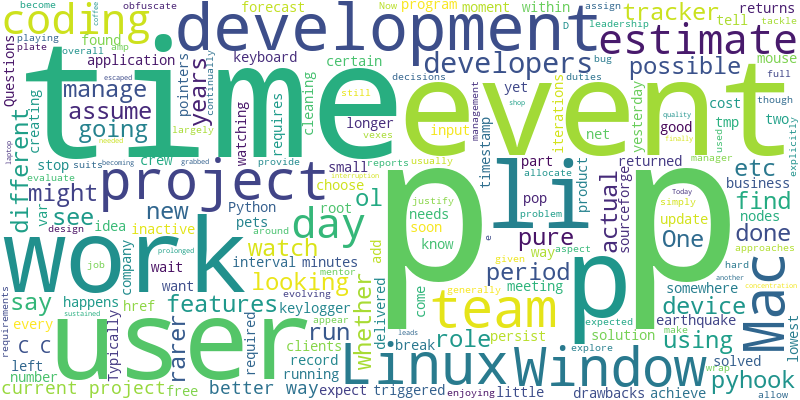 coding
development
estimate
tracker
forecast
program
moment
within
tell
returns
Now
become
coffee
obfuscate
assign
leadership
playing
plate
overall
amp
found
application
Questions
keyboard
certain
developers
possible
D
tackle
time
event
manage
assume
years
pointers
continually
cleaning
decisions
bug
duties
mouse
full
shop
even
yet
yesterday
cost
tmp
two
though
explicitly
escaped
largely
needed
creating
going
watching
requires
longer
vexes
input
iterations
management
timestamp
net
good
quality
used
finally
different
stop
suits
becoming
crew
grabbed
provide
small
reports
usually
part
returned
actual
sourceforge
manager
see
might
project
evaluate
laptop
interruption
choose
justify
allocate
product
etc
business
var
idea
new
Python
root
ol
needs
pop
p
li
pp
update
find
nodes
design
inactive
pets
around
soon
problem
One
Today
simply
approaches
day
add
know
way
aspect
given
pure
done
another
hard
work
company
wait
job
prolonged
want
interval
minutes
watch
looking
period
whether
come
generally
meeting
somewhere
lowest
say
happens
href
features
keylogger
mentor
evolving
team
e
device
make
concentration
requirements
every
Typically
rarer
appear
delivered
expected
solution
earthquake
Mac
C C
user
required
run
role
persist
explore
using
left
clients
record
break
Linux
Window
solved
pyhook
number
running
triggered
enjoying
little
wrap
current project
free
better way
expect
sustained
leads
drawbacks
achieve
allow